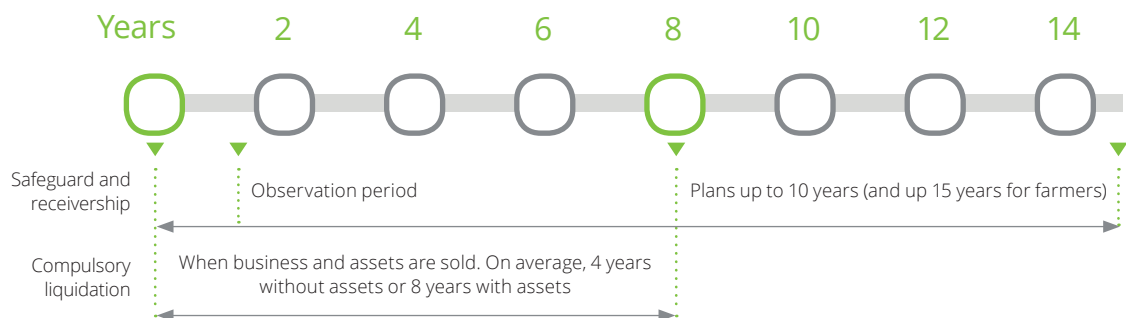 Years 2 4 6 8 10 12 14
Safeguard and
receivership
Observation period
Plans up to 10 years (and up 15 years for farmers)
Compulsory
liquidation
When business and assets are sold. On average, 4 years
without assets or 8 years with assets